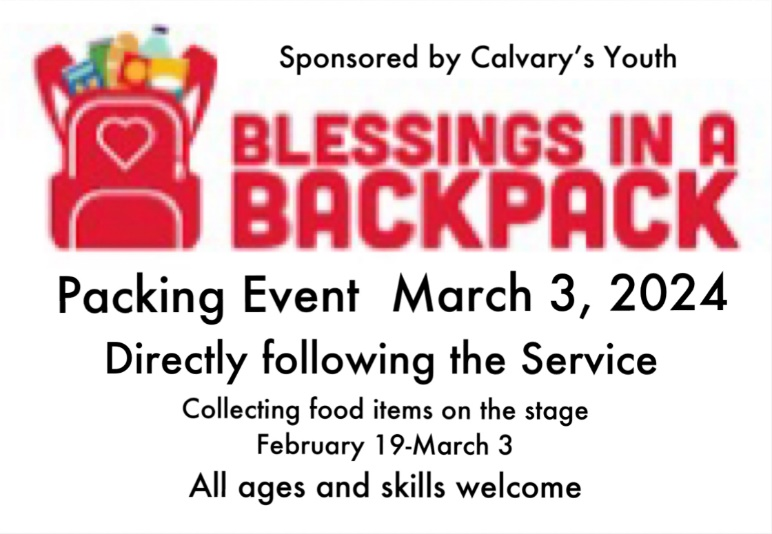 Sponsored by Calvary’s Youth
BLESSINGS IN A
BACKPACK
Packing Event March 3, 2024
Directly following the Service
Collecting food items on the stage
February 19-March 3
All ages and skills welcome